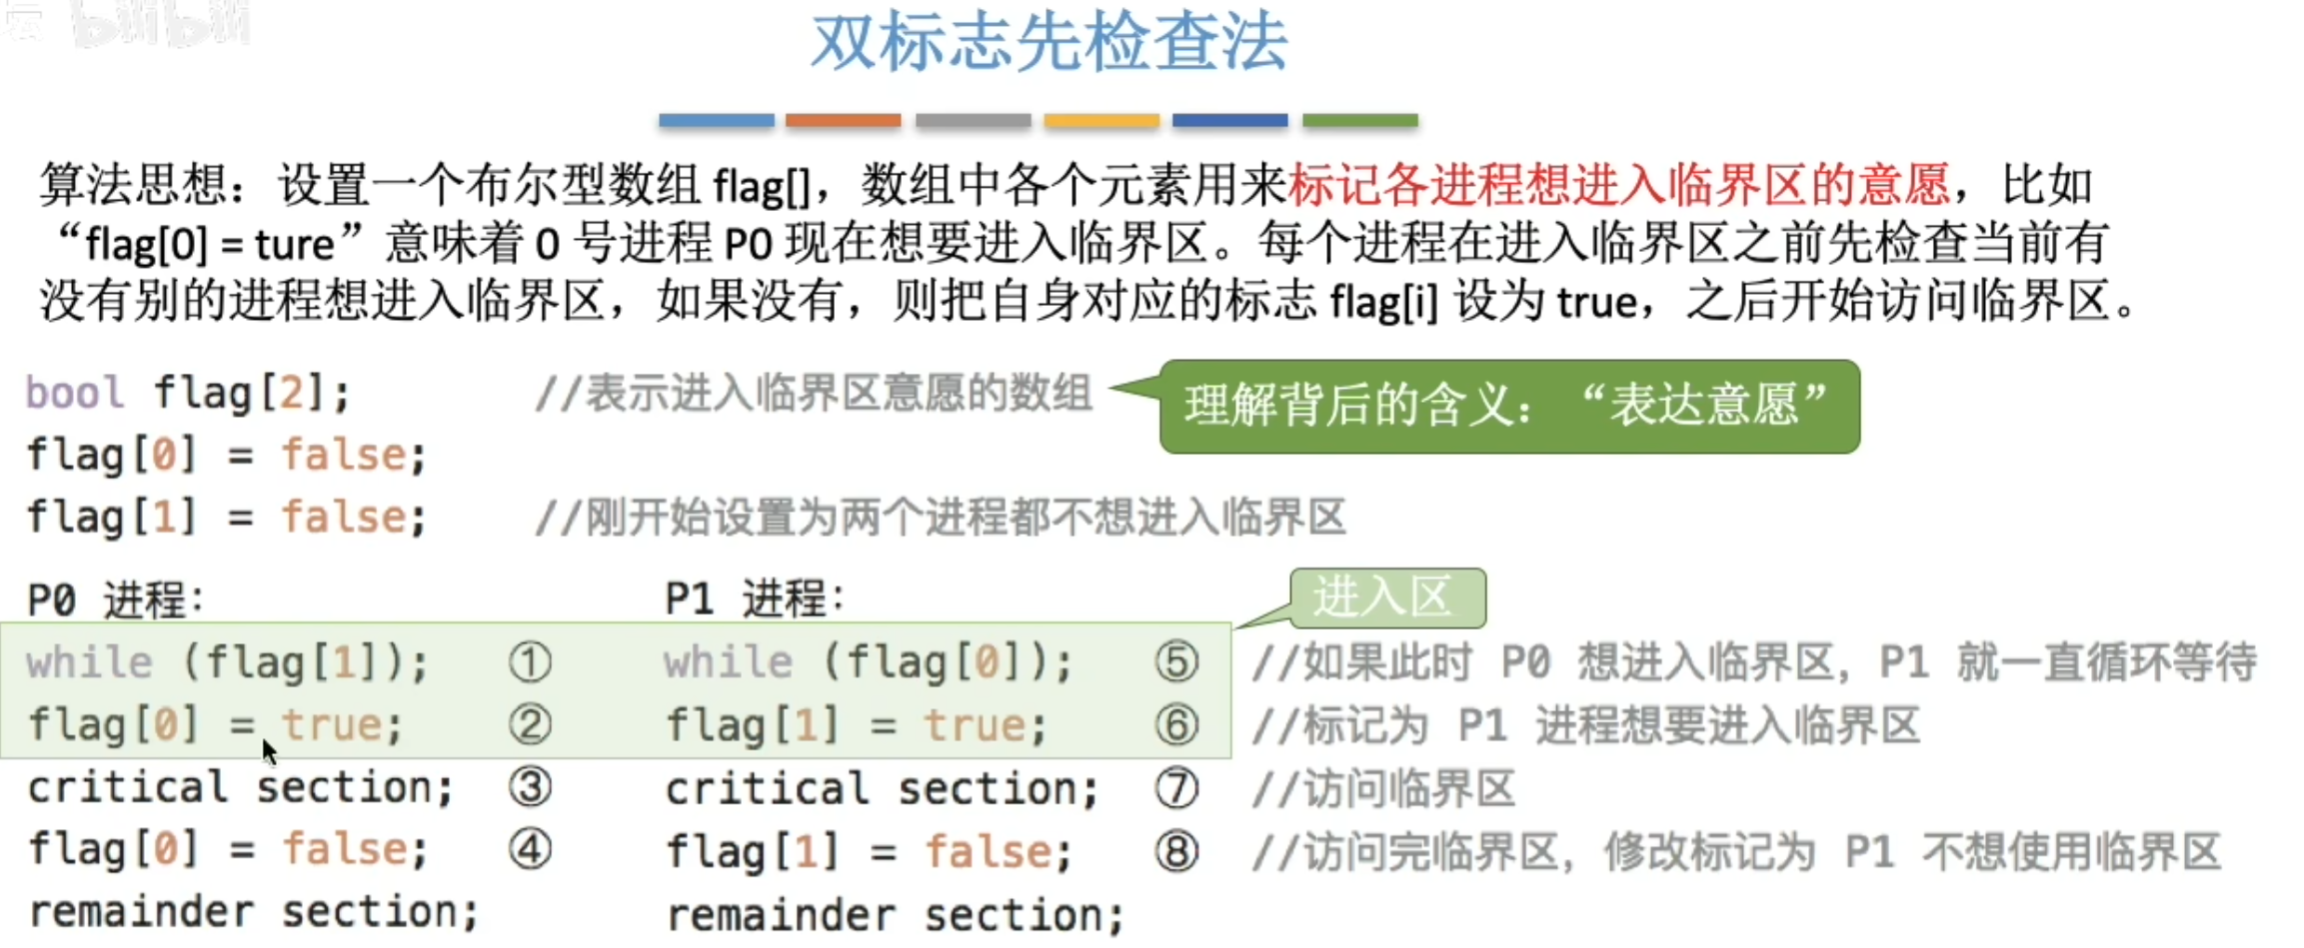 坛 bilibili
双标志先检查法
算法思想：设置一个布尔型数组 flag[]，数组中各个元素用来标记各进程想进入临界区的意愿，比如
“flag[0] = ture”意味着 0 号进程 P0 现在想要进入临界区。每个进程在进入临界区之前先检查当前有
没有别的进程想进入临界区，如果没有，则把自身对应的标志 flag[i] 设为 true，之后开始访问临界区。
bool flag[2]; //表示进入临界区意愿的数组
理解背后的含义：“表达意愿”
flag[0] = false;
flag[1] = false; //刚开始设置为两个进程都不想进入临界区
P0 进程： P1 进程： 进入区
while (flag[1]); ① while (flag[0]); ⑤ //如果此时 P0 想进入临界区，P1 就一直循环等待
flag[0] = true; ② flag[1] = true; ⑥ //标记为 P1 进程想要进入临界区
critical section; ③ critical section; ⑦ //访问临界区
flag[0] = false; ④ flag[1] = false; ⑧ //访问完临界区，修改标记为 P1 不想使用临界区
remainder section; remainder section;